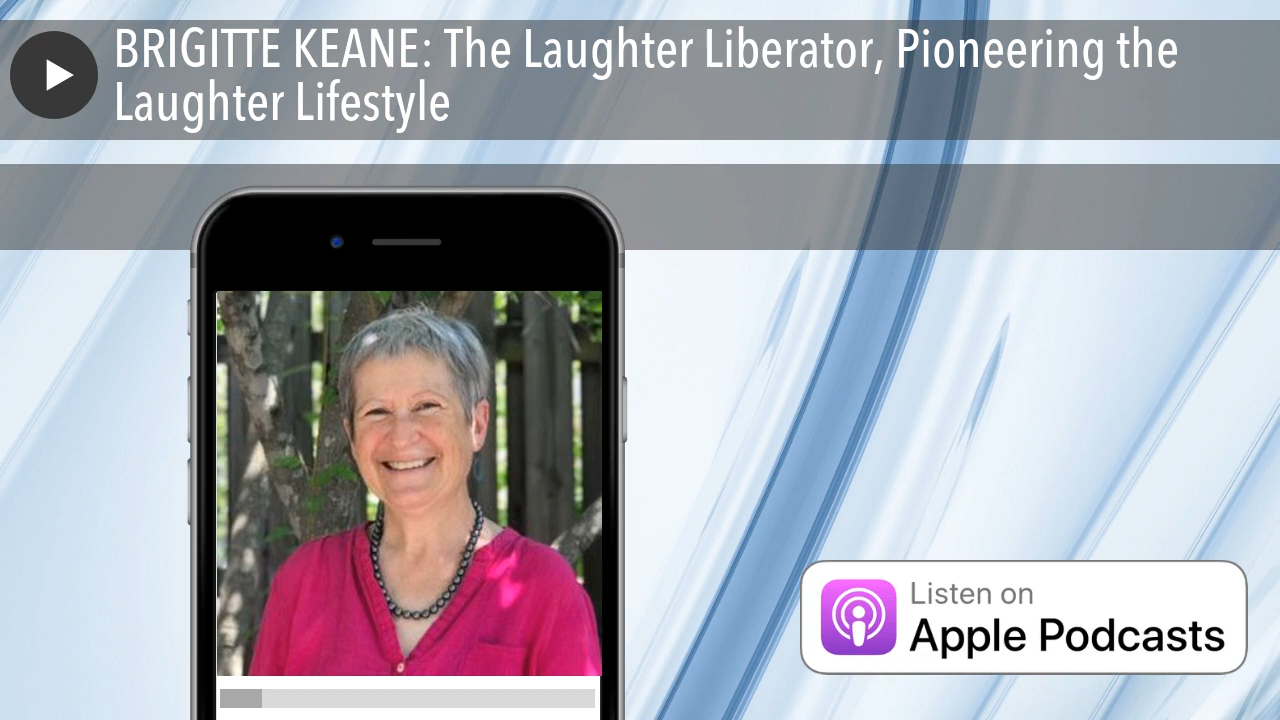 BRIGITTE KEANE: The Laughter Liberator, Pioneering the
Laughter Lifestyle
Listen on
Apple Podcasts